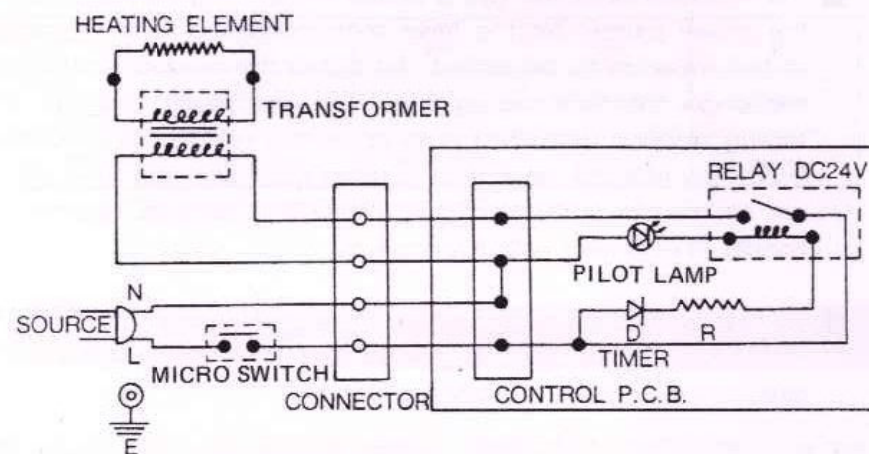 HEATING ELEMENT
TRANSFORMER
RELAY DC24V
PILOT LAMP
N
SOURCE
D
R
L
TIMER
MICRO SWITCH
CONNECTOR
CONTROL P.C.B.
E